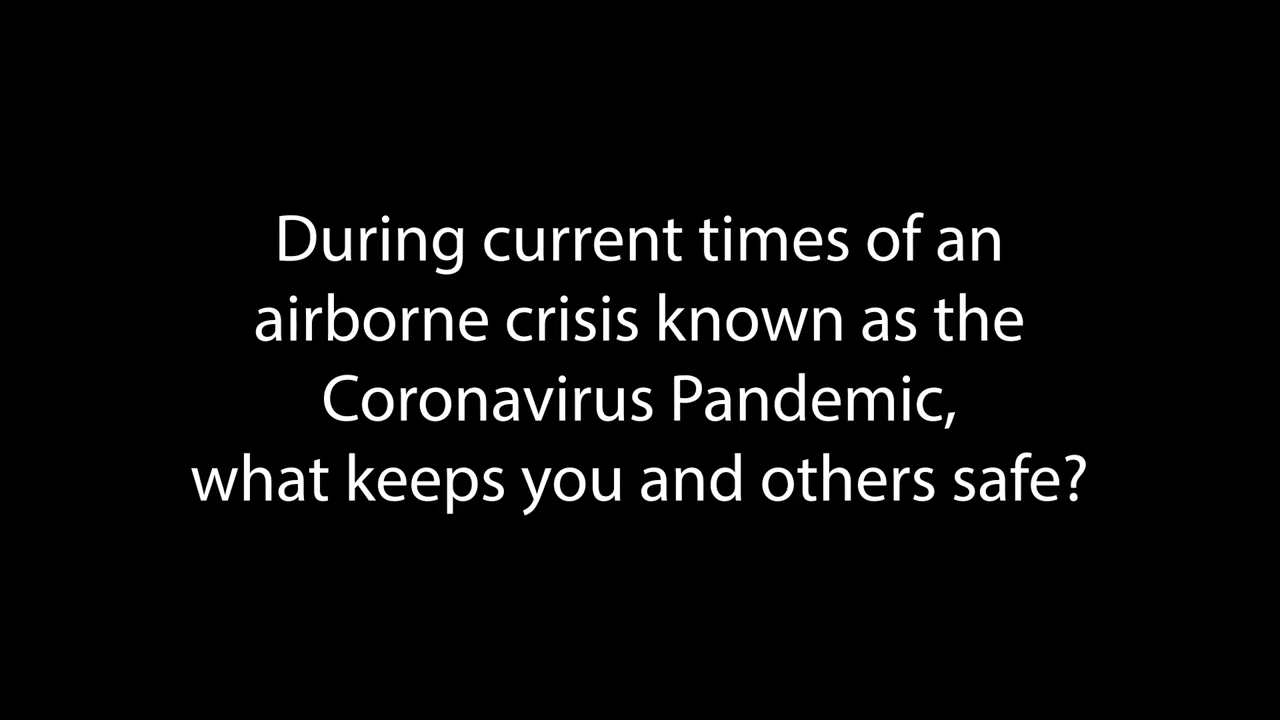 During current times of an
airborne crisis known as the
Coronavirus Pandemic,
what keeps you and others safe?